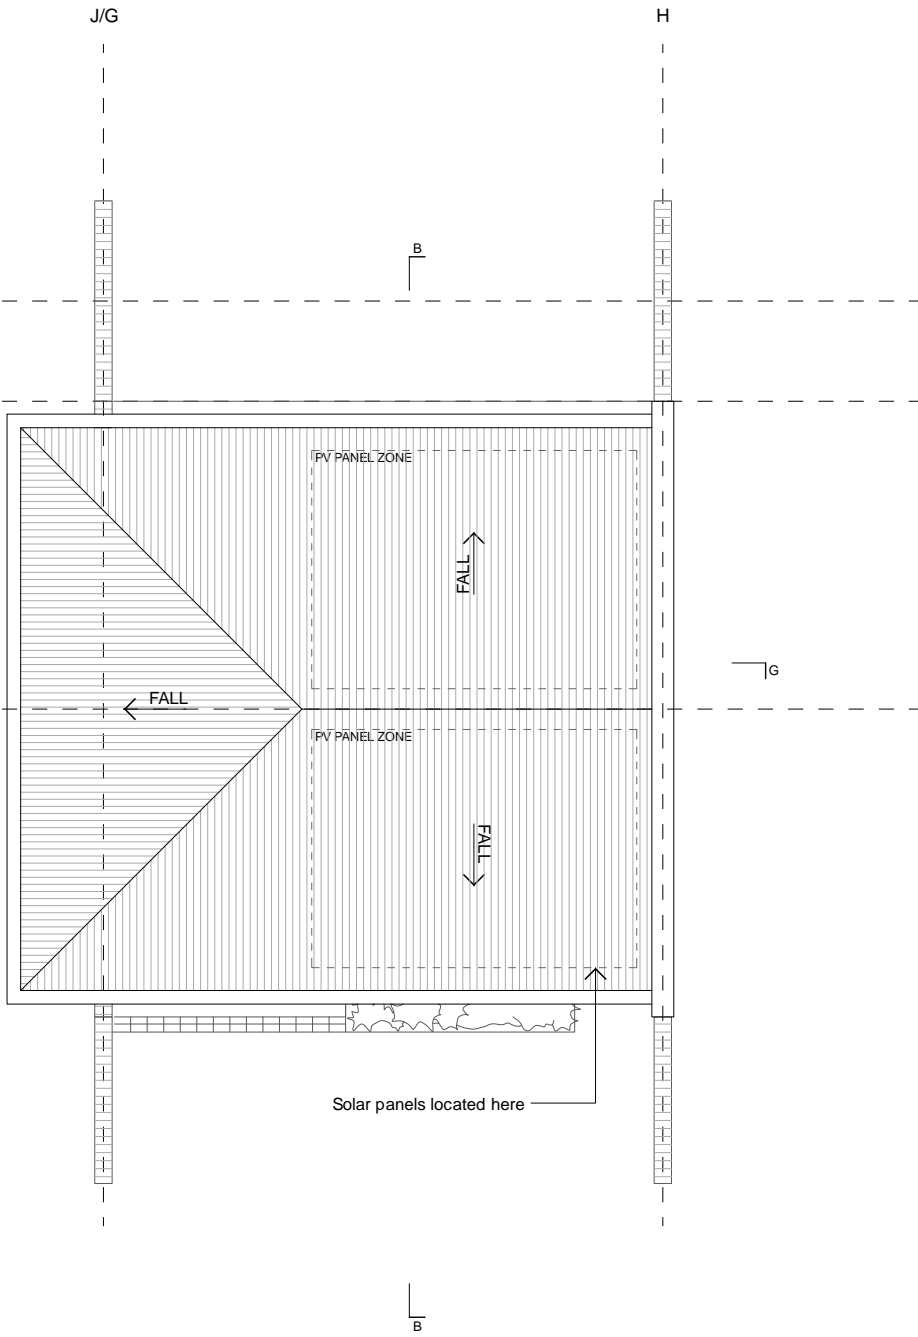 J/G
H
B
PV PANEL ZONE
FALL
G
FALL
PV PANEL ZONE
FALL
Solar panels located here
B